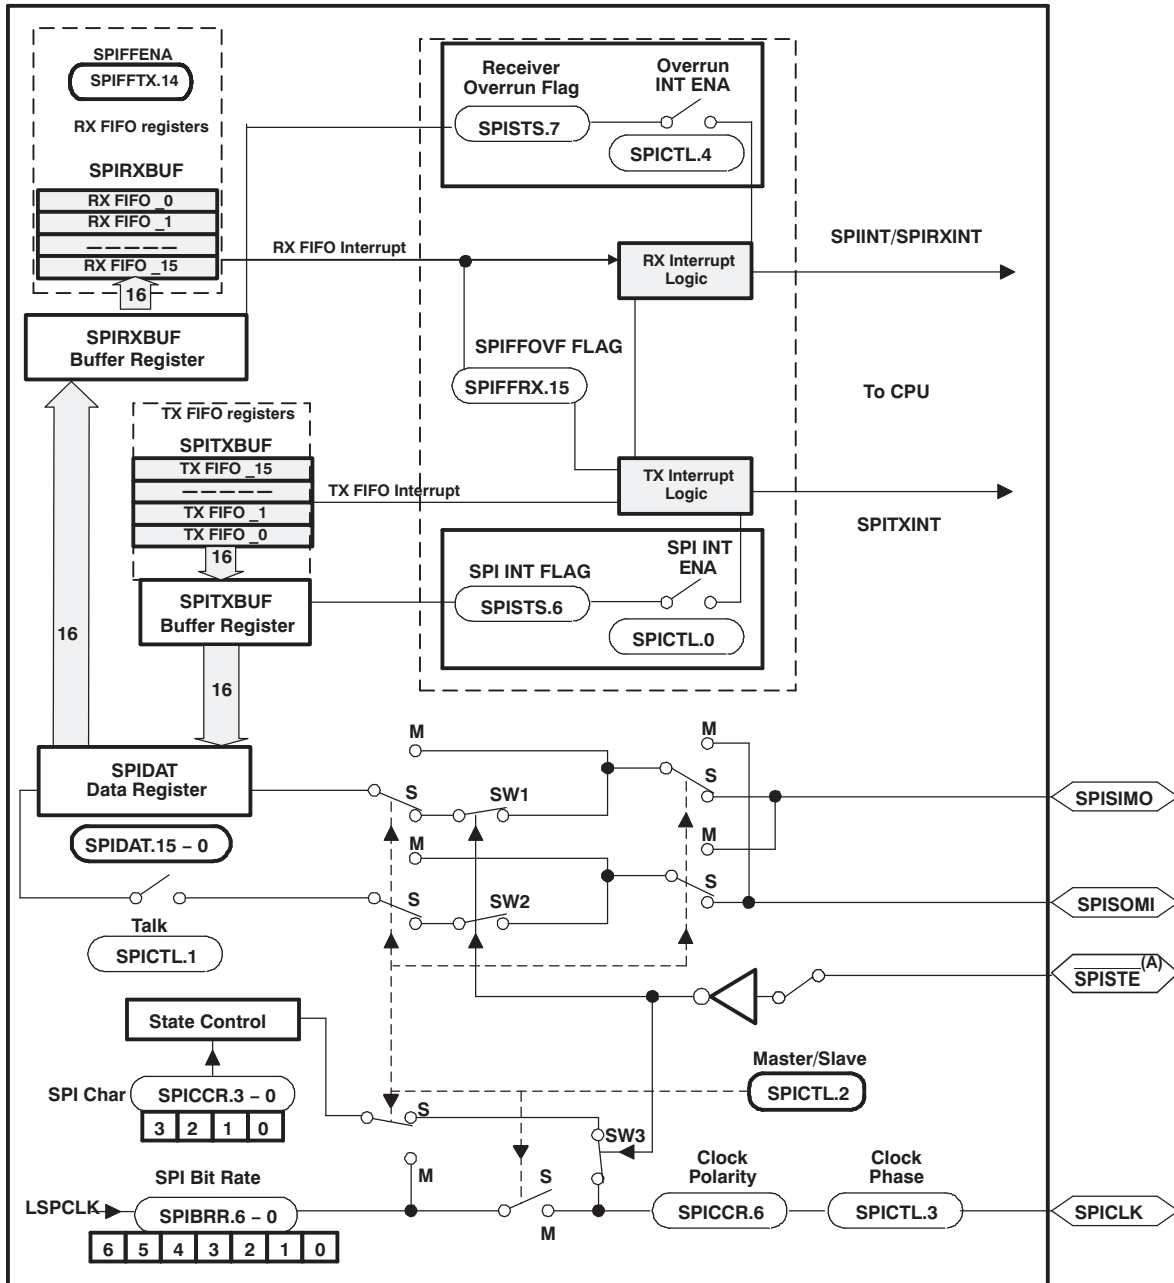 SPIFFENA
SPIFFTX.14
RX FIFO registers
SPIRXBUF
RX FIFO _0
RX FIFO _1
– – – – –
RX FIFO _15
16
SPIRXBUF
Buffer Register
Receiver
Overrun Flag
SPISTS.7
Overrun
INT ENA
SPICTL.4
RX FIFO Interrupt
RX Interrupt
Logic
SPIINT/SPIRXINT
SPIFFOVF FLAG
SPIFFRX.15
To CPU
TX FIFO registers
SPITXBUF
TX FIFO _15
– – – – –
TX FIFO _1
TX FIFO _0
16
TX FIFO Interrupt
TX Interrupt
Logic
SPITXINT
SPITXBUF
Buffer Register
SPI INT FLAG
SPISTS.6
SPI INT
ENA
SPICTL.0
16
16
SPIDAT
Data Register
SPIDAT.15 – 0
Talk
SPICTL.1
M
S
SW1
M
S
SW2
M
S
M
S
SPISIMO
SPISOMI
SPISTE (A)
State Control
SPI Char
SPICCR.3 – 0
3 2 1 0
Master/Slave
SPICTL.2
S
M
SW3
S
M
SPI Bit Rate
LSPCLK
SPIBRR.6 – 0
6 5 4 3 2 1 0
Clock
Polarity
SPICCR.6
Clock
Phase
SPICTL.3
SPICLK